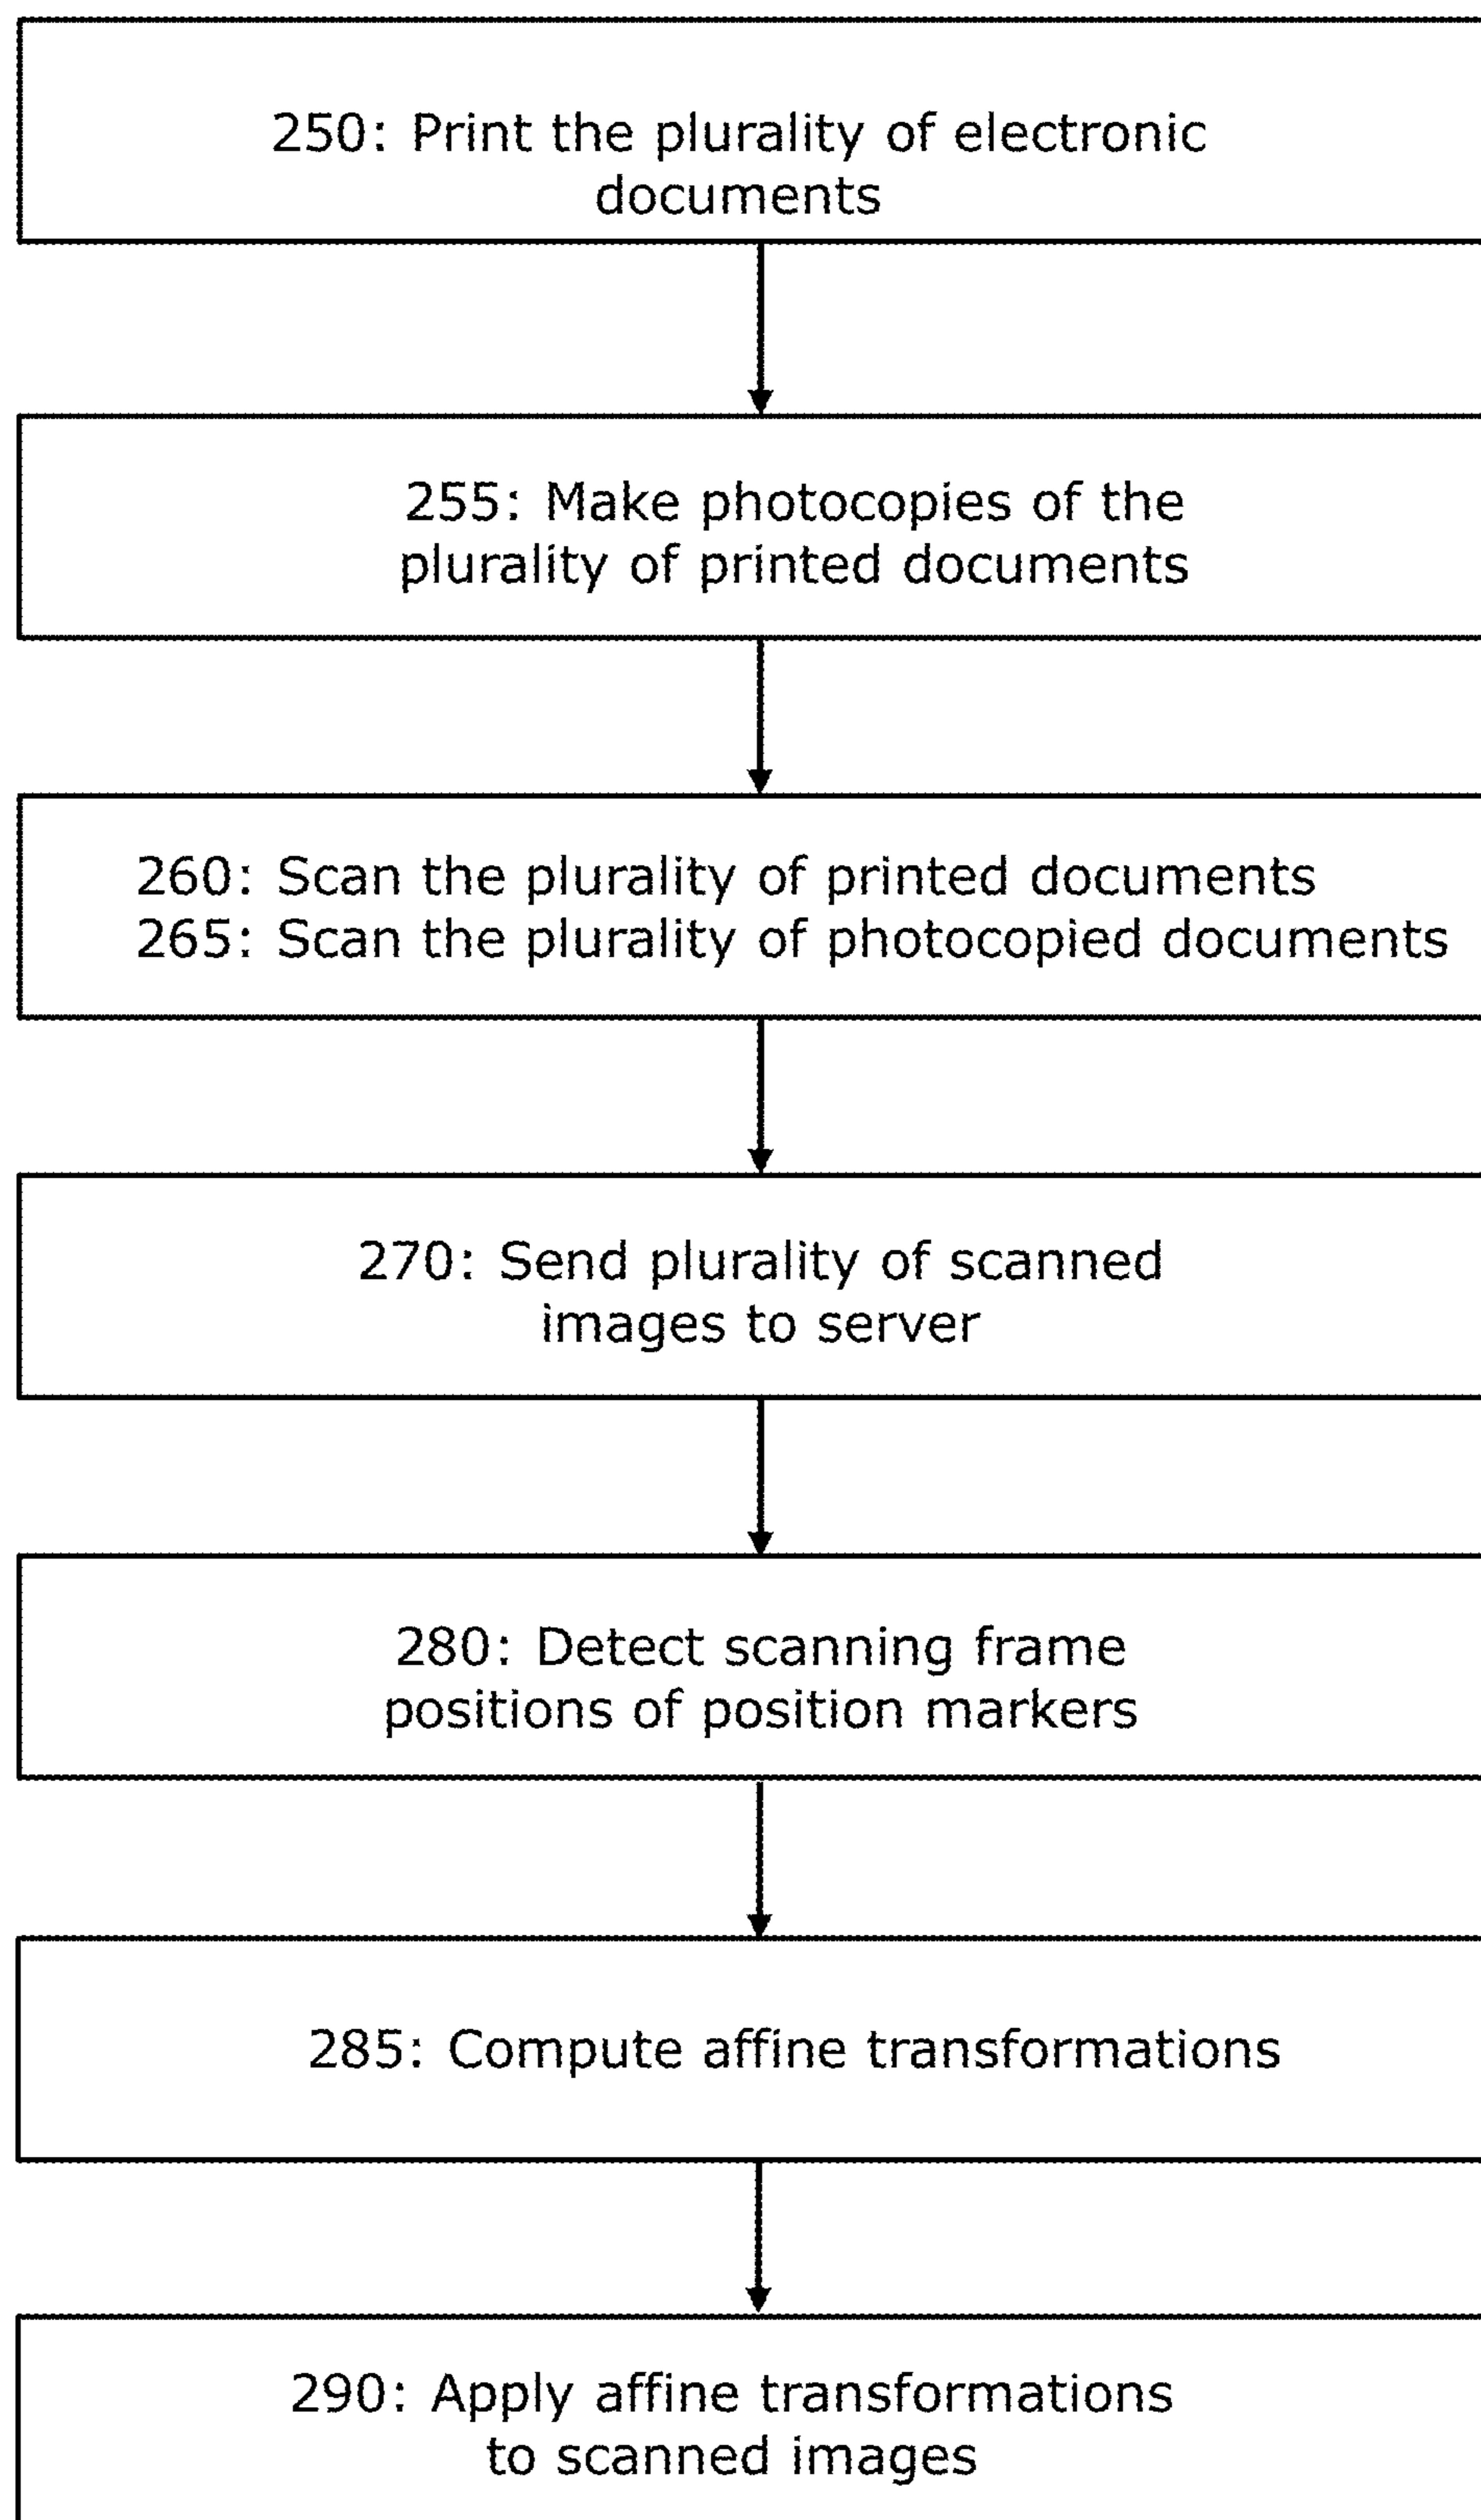 250: Print the plurality of electronic
documents
255: Make photocopies of the
plurality of printed documents
260: Scan the plurality of printed documents
265: Scan the plurality of photocopied documents
270: Send plurality of scanned
images to server
280: Detect scanning frame
positions of position markers
285: Compute affine transformations
290: Apply affine transformations
to scanned images